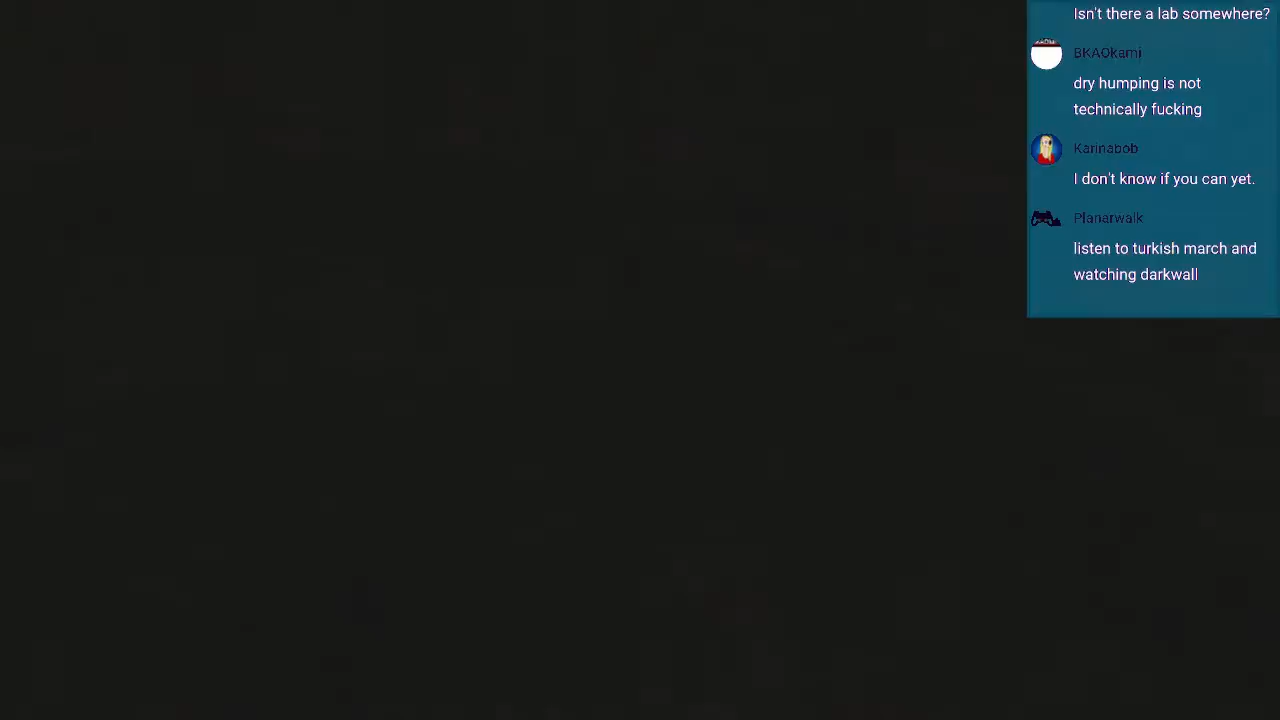 Isn't there a lab somewhere?
BKAOkami
dry humping is not
technically fucking
Karinabob
I don't know if you can yet.
Planarwalk
listen to turkish march and
watching darkwall